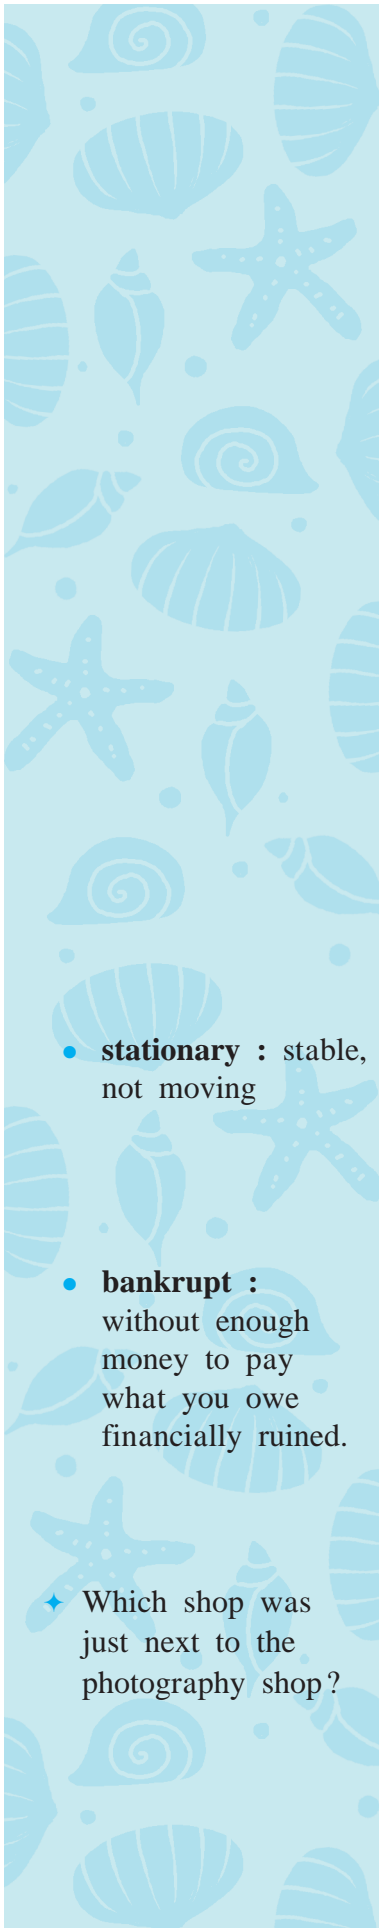 • stationary : stable,
not moving
• bankrupt :
without enough
money to pay
what you owe
financially ruined.
✦ Which shop was
just next to the
photography shop?